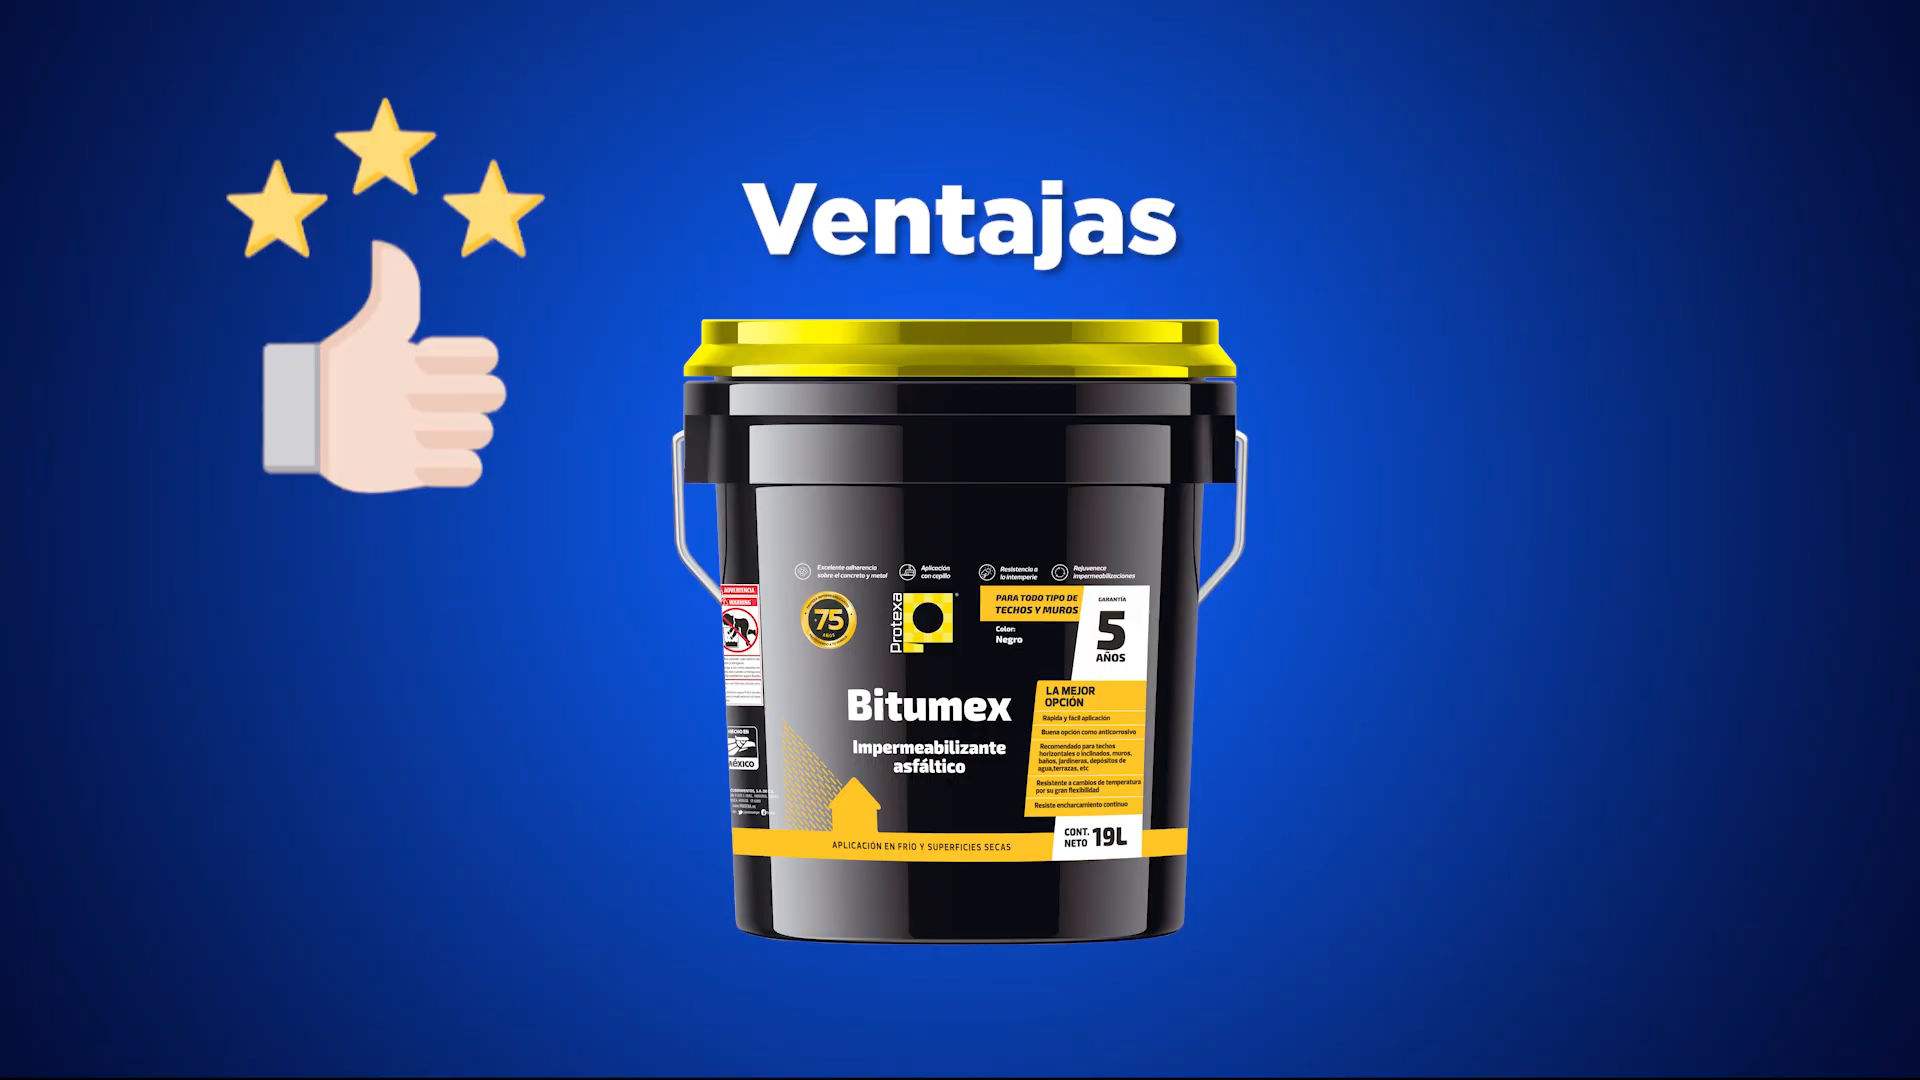 Ventajas
Excelente adherencia
sobre el concreto y metal
Aplicación
con cepillo
Resistencia a
la intemperie
Rejuvenece
impermeabilizaciones
ADVERTENCIA
WARNING
75
AÑOS
Protexa
PARA TODO TIPO DE
TECHOS Y MUROS
Color:
Negro
GARANTÍA
5
AÑOS
Bitumex
Impermeabilizante
asfáltico
LA MEJOR
OPCIÓN
Rápida y fácil aplicación
Buena opción como anticorrosivo
Recomendado para techos
horizontales o inclinados, muros,
baños, jardineras, depósitos de
agua,terrazas, etc
Resistente a cambios de temperatura
por su gran flexibilidad
Resiste encharcamiento continuo
HECHO EN
MÉXICO
CONT.
NETO 19L
APLICACIÓN EN FRÍO Y SUPERFICIES SECAS